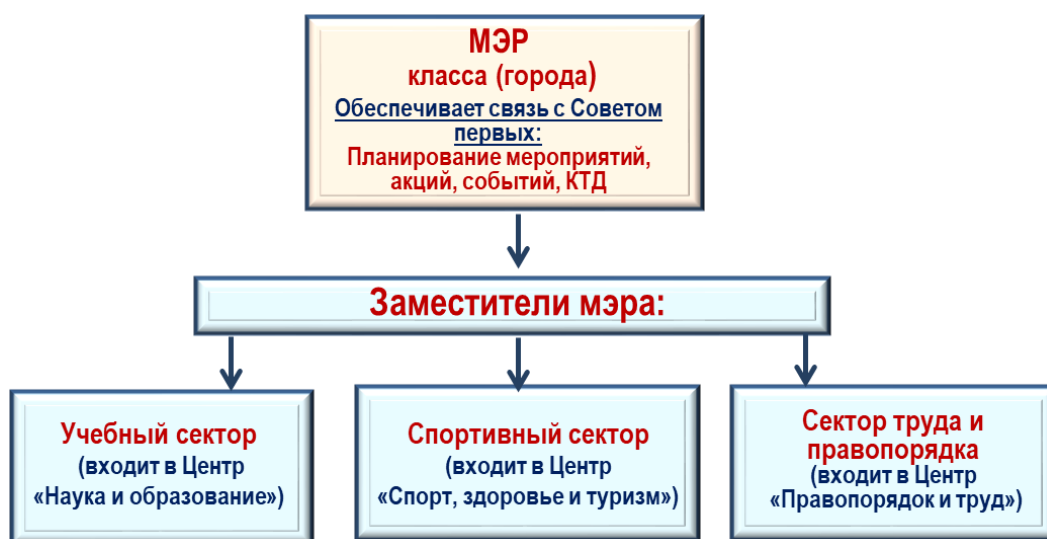 МЭР
класса (города)
Обеспечивает связь с Советом
первых:
Планирование мероприятий,
акций, событий, КТД
Заместители мэра:
Учебный сектор
(входит в Центр
«Наука и образование»)
Спортивный сектор
(входит в Центр
«Спорт, здоровье и туризм»)
Сектор труда и
правопорядка
(входит в Центр
«Правопорядок и труд»)